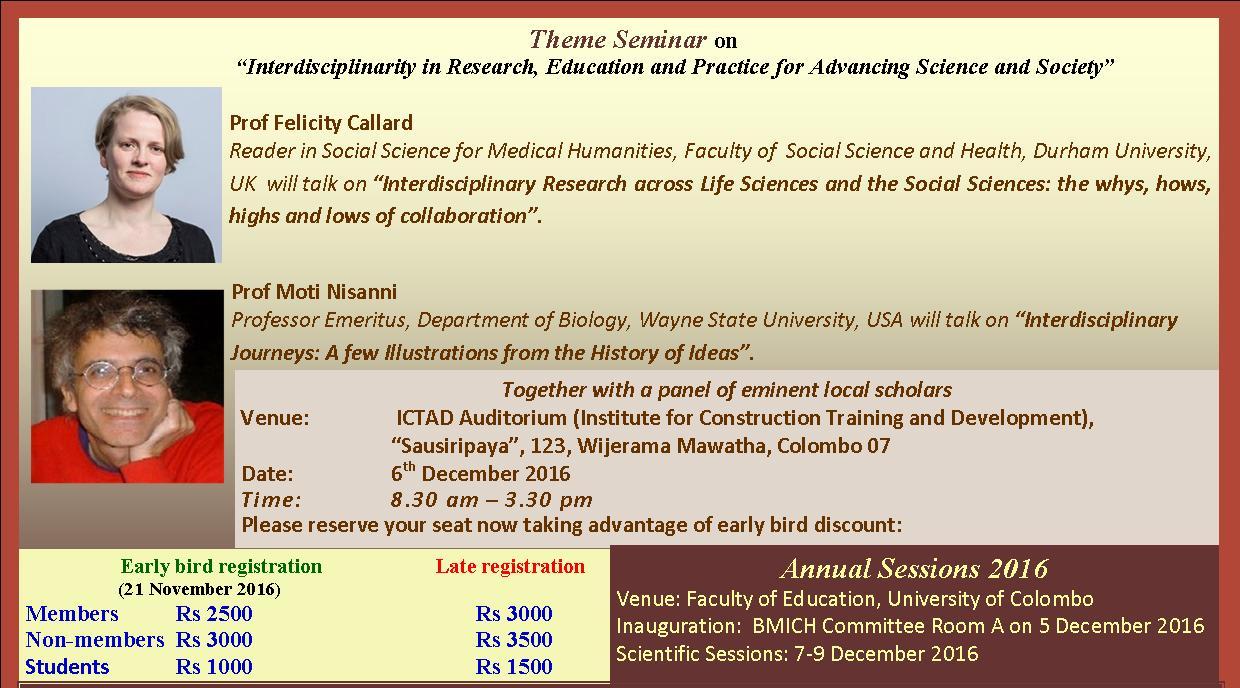 Theme Seminar on
“Interdisciplinarity in Research, Education and Practice for Advancing Science and Society”
Prof Felicity Callard
Reader in Social Science for Medical Humanities, Faculty of Social Science and Health, Durham University,
UK will talk on “Interdisciplinary Research across Life Sciences and the Social Sciences: the whys, hows,
highs and lows of collaboration”.
Prof Moti Nisanni
Professor Emeritus, Department of Biology, Wayne State University, USA will talk on “Interdisciplinary
Journeys: A few Illustrations from the History of Ideas”.
Together with a panel of eminent local scholars
Venue: ICTAD Auditorium (Institute for Construction Training and Development),
“Sausiripaya”, 123, Wijerama Mawatha, Colombo 07
Date: 6th December 2016
Time: 8.30 am – 3.30 pm
Please reserve your seat now taking advantage of early bird discount:
Early bird registration Late registration
(21 November 2016)
Members Rs 2500 Rs 3000
Non-members Rs 3000 Rs 3500
Students Rs 1000 Rs 1500
Annual Sessions 2016
Venue: Faculty of Education, University of Colombo
Inauguration: BMICH Committee Room A on 5 December 2016
Scientific Sessions: 7-9 December 2016